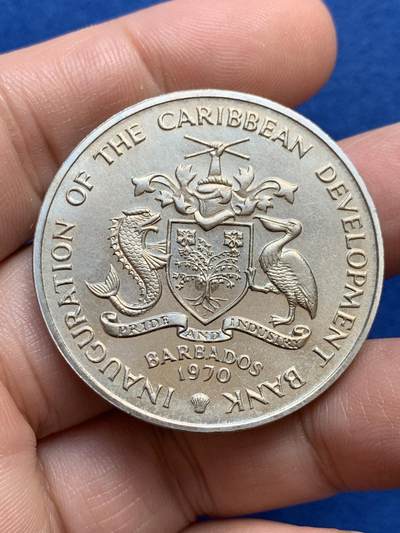 INAUGURATION OF THE CARIBBEAN DEVELOPMENT BANK
PRIDE AND INDUSTRY
BARBADOS
1970